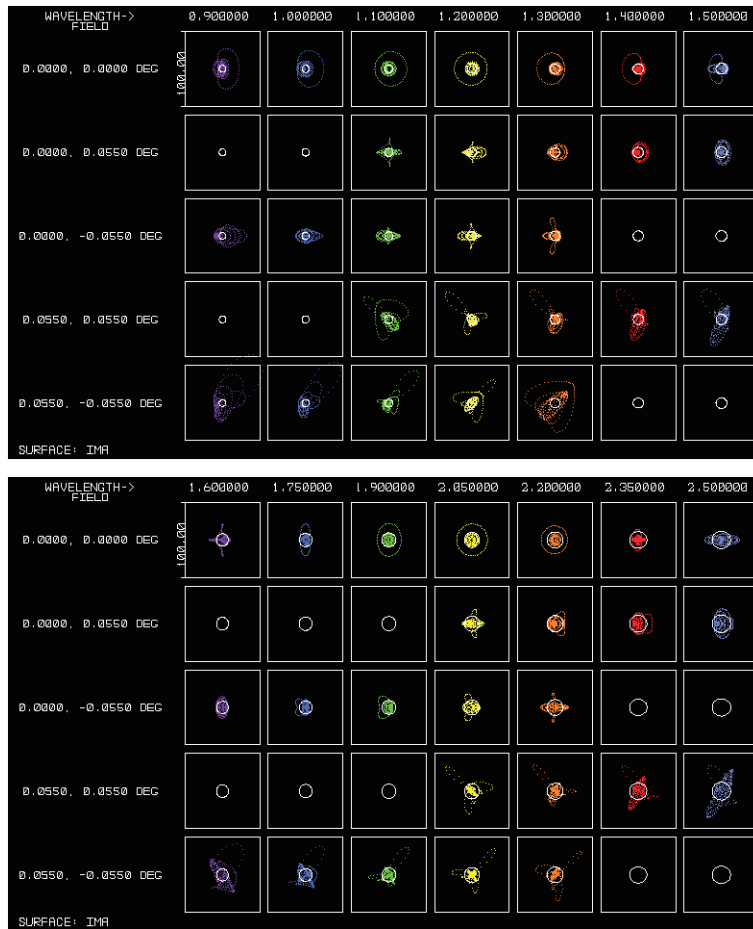 WAVELENGTH-> 0.900000 1.000000 1.100000 1.200000 1.300000 1.400000 1.500000
FIELD
0.0000, 0.0000 DEG
100.00
0.0000, 0.0550 DEG
0.0000, -0.0550 DEG
0.0550, 0.0550 DEG
0.0550, -0.0550 DEG
SURFACE: IMA
WAVELENGTH-> 1.600000 1.750000 1.900000 2.050000 2.200000 2.350000 2.500000
FIELD
0.0000, 0.0000 DEG
100.00
0.0000, 0.0550 DEG
0.0000, -0.0550 DEG
0.0550, 0.0550 DEG
0.0550, -0.0550 DEG
SURFACE: IMA